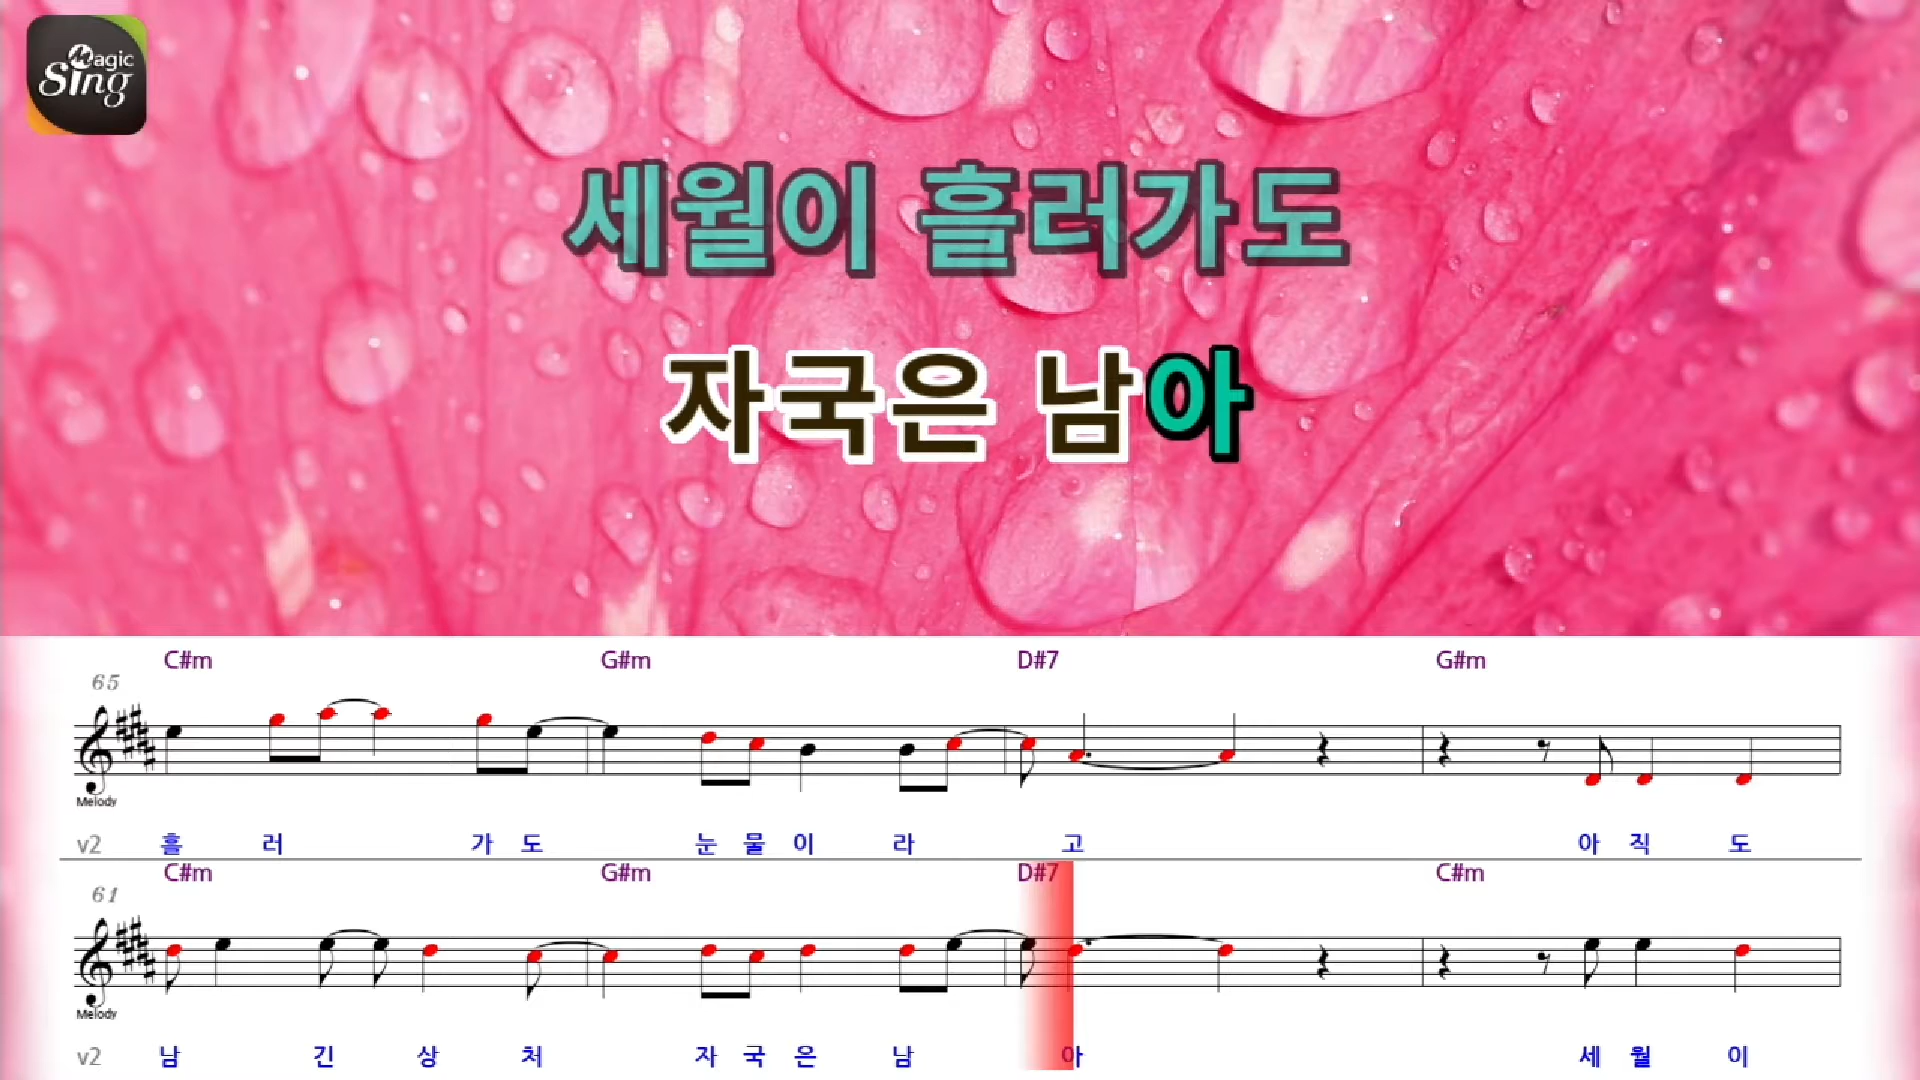 Magic
Sing
세월이 흘러가도
자국은 남아
C#m G#m D#7 G#m
65
Melody
v2 흘 러 가 도 눈 물 이 라 고 아 직 도
C#m G#m D#7 C#m
61
Melody
v2 남 긴 상 처 자 국 은 남 아 세 월 이